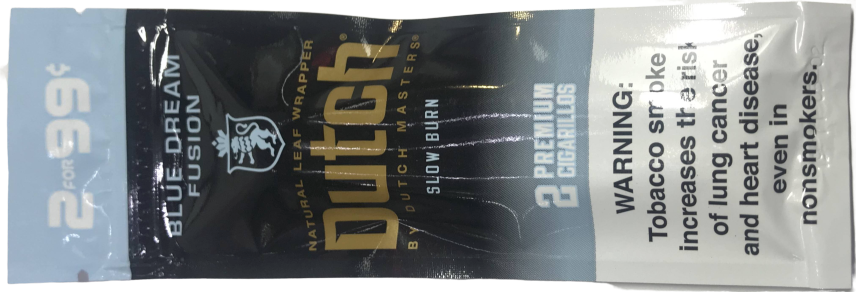 2 FOR 99¢
BLUE DREAM
FUSION
NATURAL LEAF WRAPPER
Dutch®
BY DUTCH MASTERS®
SLOW BURN
2 PREMIUM
CIGARILLOS
WARNING:
Tobacco smoke
increases the risk
of lung cancer
and heart disease,
even in
nonsmokers.